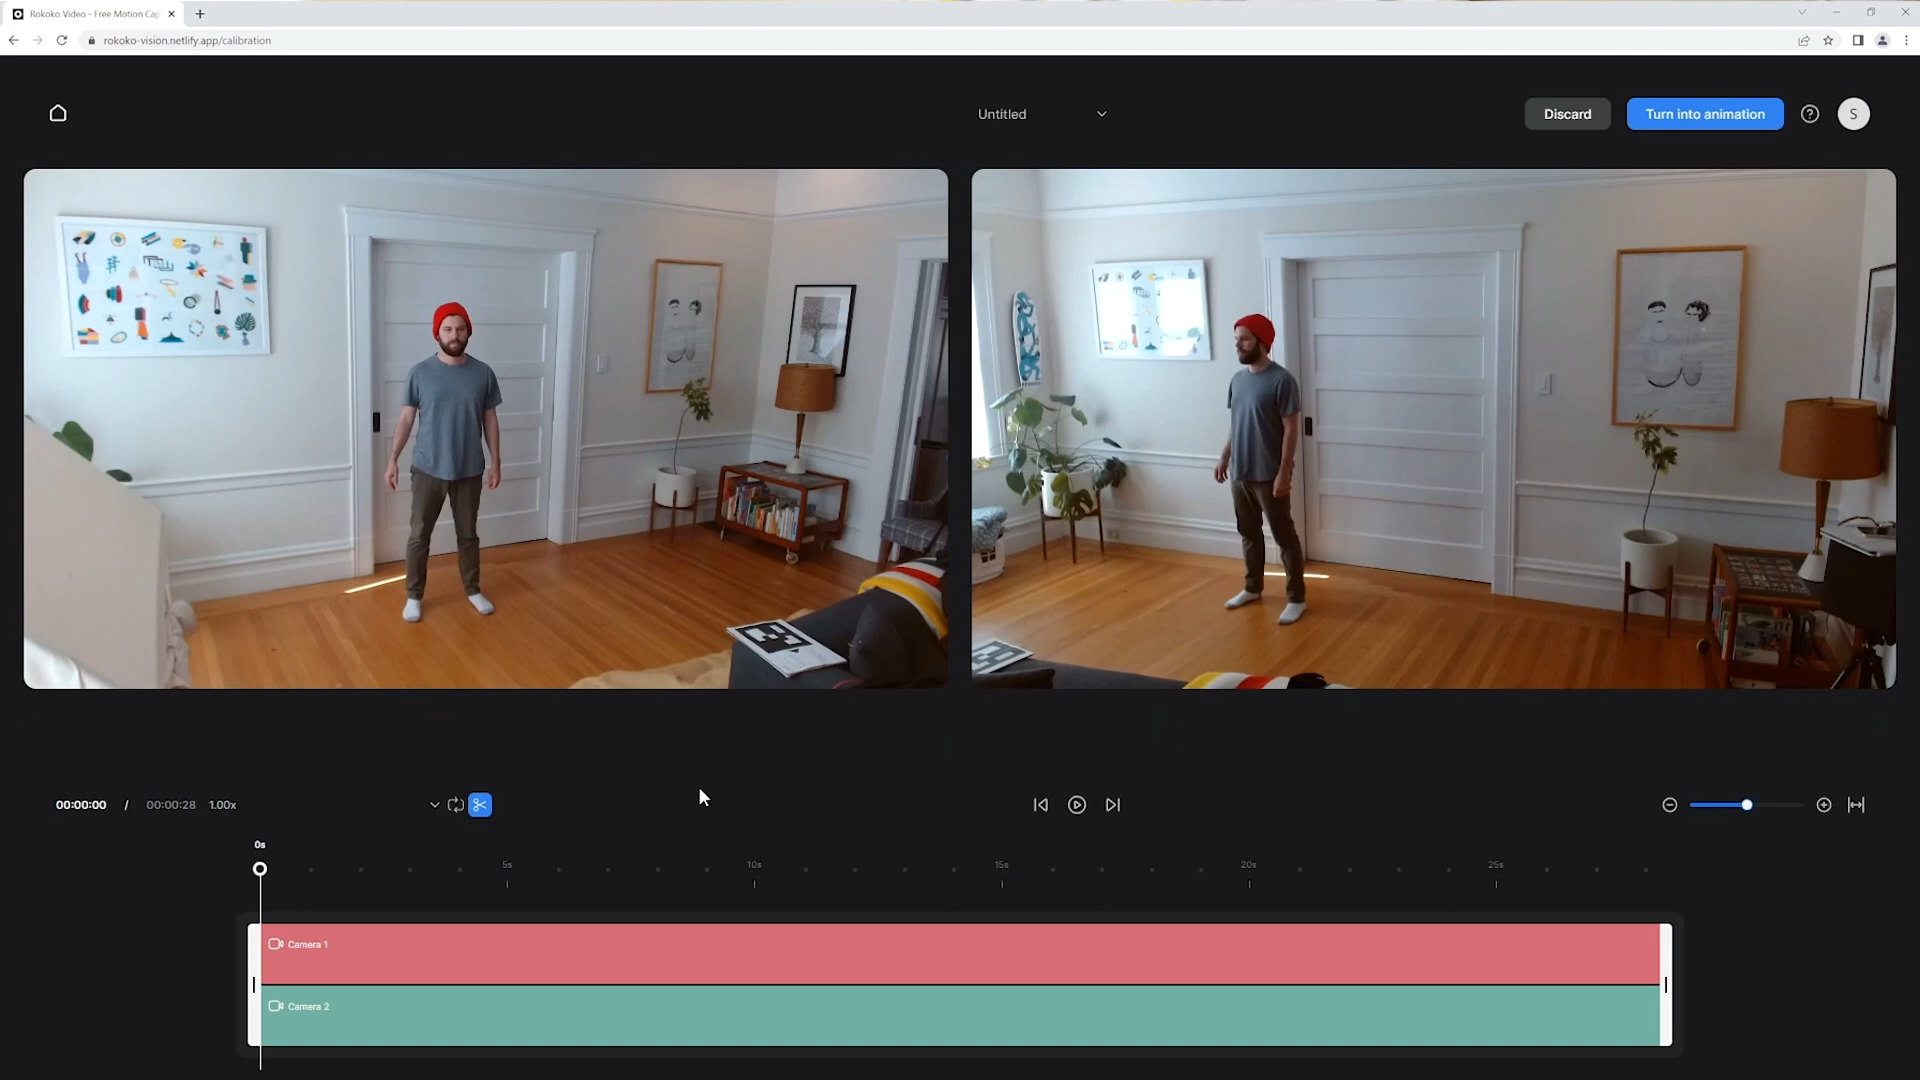 Rokoko Video - Free Motion Cap
rokoko-vision.netlify.app/calibration
Untitled
Discard
Turn into animation
S
00:00:00 / 00:00:28 1.00x
0s
5s
10s
15s
20s
25s
Camera 1
Camera 2